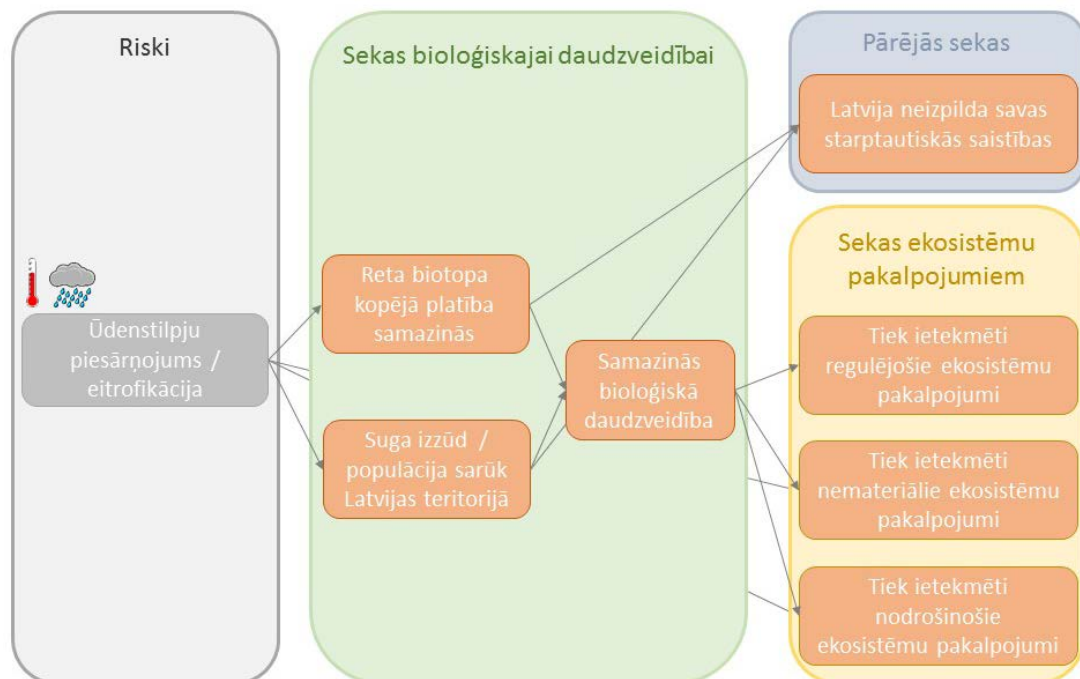 Riski
Ūdenstilpju
piesārņojums /
eitrofikācija
Sekas bioloģiskajai daudzveidībai
Reta biotopa
kopējā platība
samazinās
Suga izzūd /
populācija sarūk
Latvijas teritorijā
Samazinās
bioloģiskā
daudzveidība
Pārējās sekas
Latvija neizpilda savas
starptautiskās saistības
Sekas ekosistēmu
pakalpojumiem
Tiek ietekmēti
regulējošie ekosistēmu
pakalpojumi
Tiek ietekmēti
nemateriālie ekosistēmu
pakalpojumi
Tiek ietekmēti
nodrošinošie
ekosistēmu pakalpojumi